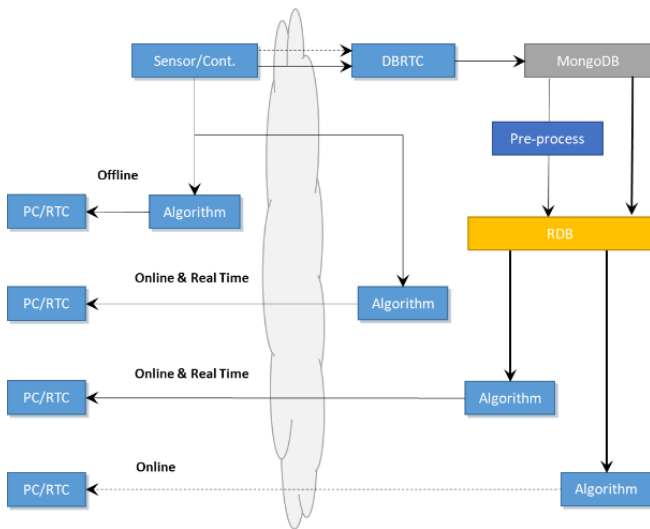 Sensor/Cont.
DBRTC
MongoDB
Pre-process
Offline
PC/RTC
Algorithm
RDB
Online & Real Time
PC/RTC
Algorithm
Online & Real Time
PC/RTC
Algorithm
Online
PC/RTC
Algorithm